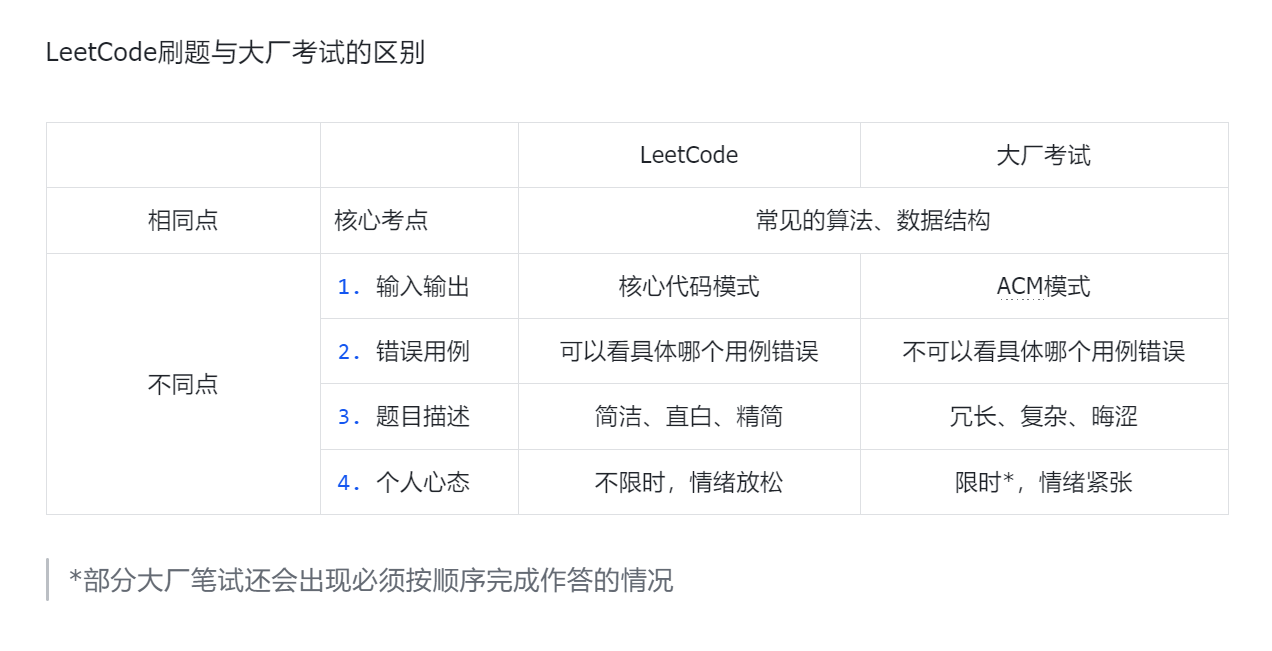 LeetCode刷题与大厂考试的区别
LeetCode 大厂考试
相同点 核心考点 常见的算法、数据结构
1. 输入输出 核心代码模式 ACM模式
2. 错误用例 可以看具体哪个用例错误 不可以看具体哪个用例错误
不同点
3. 题目描述 简洁、直白、精简 冗长、复杂、晦涩
4. 个人心态 不限时，情绪放松 限时*，情绪紧张
*部分大厂笔试还会出现必须按顺序完成作答的情况